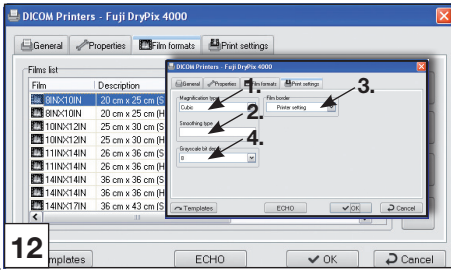 DICOM Printers - Fuji DryPix 4000
General Properties Film formats Print settings
Films list
Film Description
8INX10IN 20 cm x 25 cm (S
8INX10IN 20 cm x 25 cm (H
10INX12IN 25 cm x 30 cm (S
10INX12IN 25 cm x 30 cm (H
11INX14IN 26 cm x 36 cm (S
11INX14IN 26 cm x 36 cm (H
14INX14IN 36 cm x 36 cm (S
14INX14IN 36 cm x 36 cm (H
14INX17IN 36 cm x 43 cm (S
DICOM Printers - Fuji DryPix 4000
General Properties Film formats Print settings
Magnification type 1.
Cubic
Film border 3.
Printer setting
Smoothing type 2.
Grayscale bit dep 4.
8
Templates ECHO OK Cancel
12
mplates ECHO OK Cancel